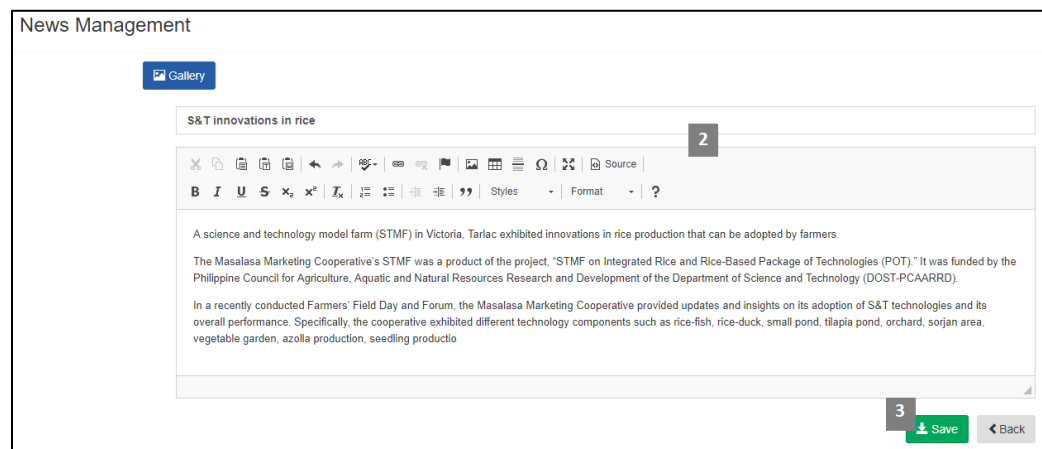 News Management
Gallery
S&T innovations in rice
2
Source
B I U S x₂ x² Tx Styles Format ?
A science and technology model farm (STMF) in Victoria, Tarlac exhibited innovations in rice production that can be adopted by farmers.
The Masalasa Marketing Cooperative's STMF was a product of the project, “STMF on Integrated Rice and Rice-Based Package of Technologies (POT).” It was funded by the
Philippine Council for Agriculture, Aquatic and Natural Resources Research and Development of the Department of Science and Technology (DOST-PCAARRD).
In a recently conducted Farmers' Field Day and Forum, the Masalasa Marketing Cooperative provided updates and insights on its adoption of S&T technologies and its
overall performance. Specifically, the cooperative exhibited different technology components such as rice-fish, rice-duck, small pond, tilapia pond, orchard, sorjan area,
vegetable garden, azolla production, seedling productio
3
Save Back